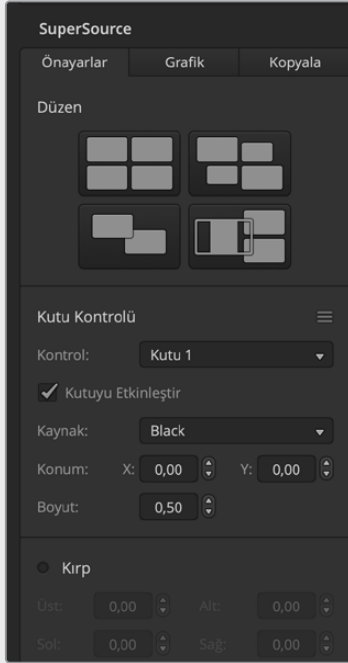 SuperSource
Önayarlar Grafik Kopyala
Düzen
Kutu Kontrolü
Kontrol: Kutu 1
Kutuyu Etkinleştir
Kaynak: Black
Konum: X: 0,00 Y: 0,00
Boyut: 0,50
Kırp
Üst: 0,00 Alt: 0,00
Sol: 0,00 Sağ: 0,00